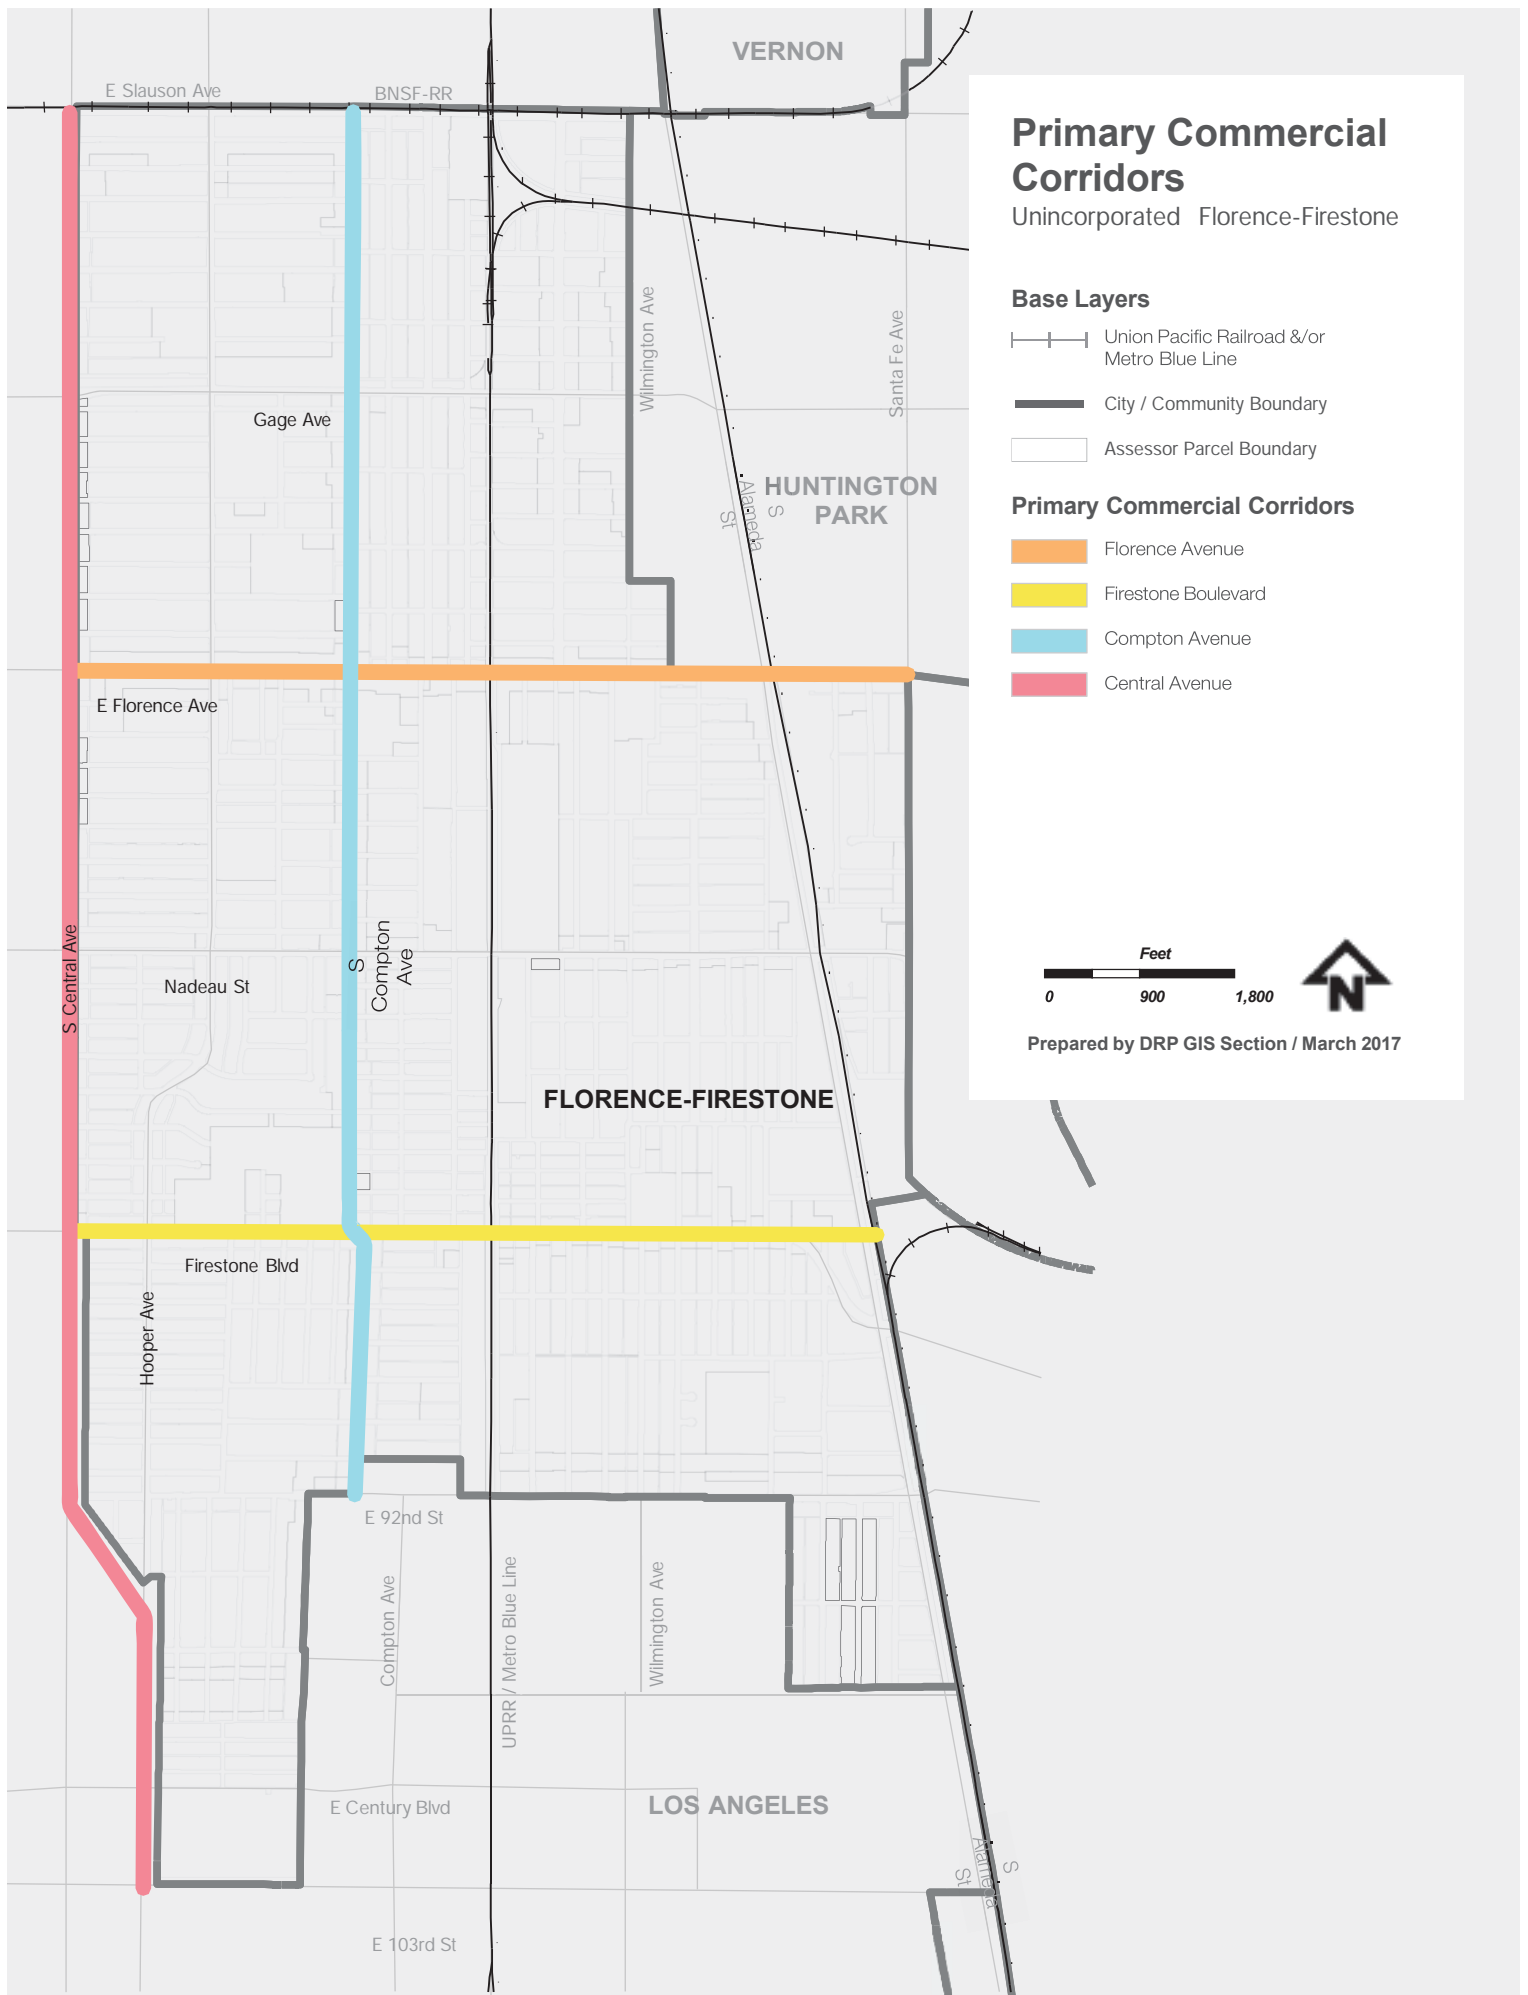 VERNON
E Slauson Ave
BNSF-RR
Primary Commercial
Corridors
Unincorporated Florence-Firestone
Base Layers
Union Pacific Railroad &/or
Metro Blue Line
City / Community Boundary
Assessor Parcel Boundary
Primary Commercial Corridors
Florence Avenue
Firestone Boulevard
Compton Avenue
Central Avenue
Feet
0 900 1,800
N
Prepared by DRP GIS Section / March 2017
Wilmington Ave
Santa Fe Ave
Gage Ave
HUNTINGTON
PARK
S
Alameda
St
E Florence Ave
S Central Ave
S
Compton
Ave
Nadeau St
FLORENCE-FIRESTONE
Firestone Blvd
Hooper Ave
E 92nd St
Compton Ave
UPRR / Metro Blue Line
Wilmington Ave
LOS ANGELES
E Century Blvd
S
Alameda
St
E 103rd St